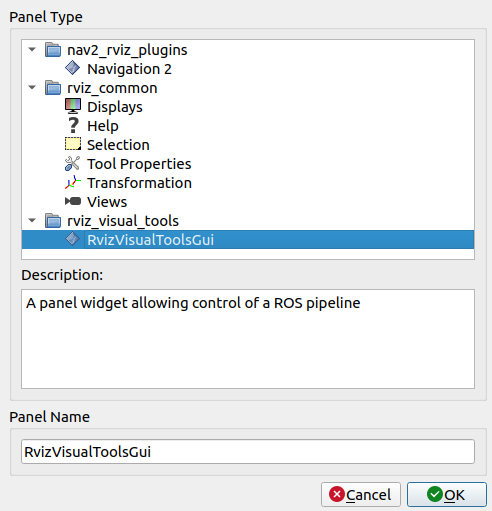 Panel Type
nav2_rviz_plugins
Navigation 2
rviz_common
Displays
Help
Selection
Tool Properties
Transformation
Views
rviz_visual_tools
RvizVisualToolsGui
Description:
A panel widget allowing control of a ROS pipeline
Panel Name
RvizVisualToolsGui
Cancel OK